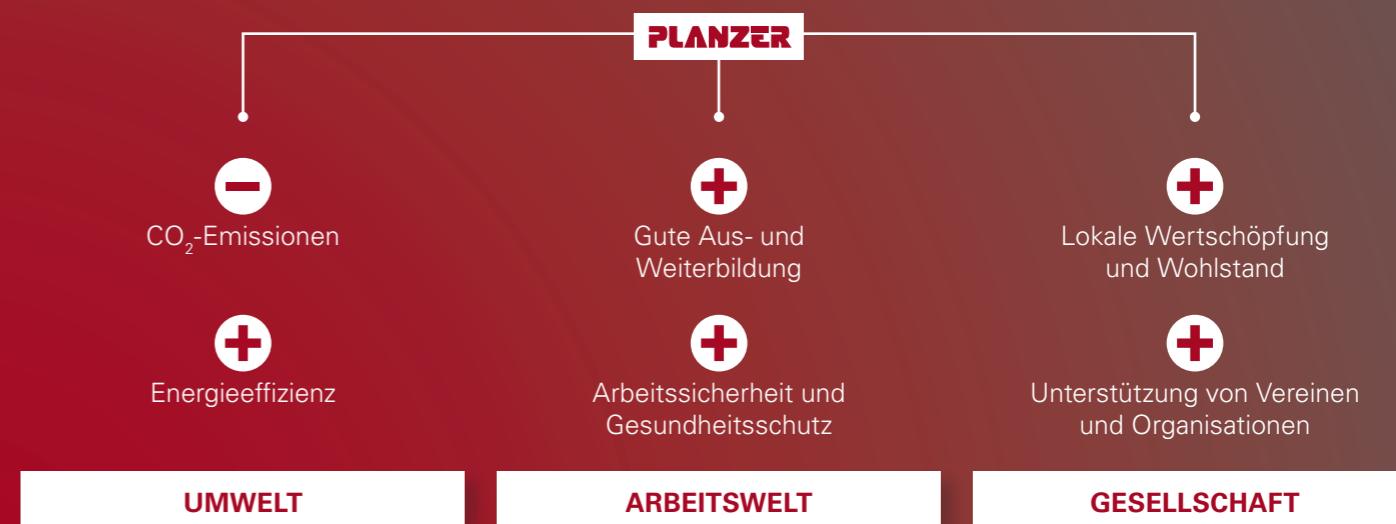 PLANZER
CO₂-Emissionen
Energieeffizienz
UMWELT
Gute Aus- und
Weiterbildung
Arbeitssicherheit und
Gesundheitsschutz
ARBEITSWELT
Lokale Wertschöpfung
und Wohlstand
Unterstützung von Vereinen
und Organisationen
GESELLSCHAFT